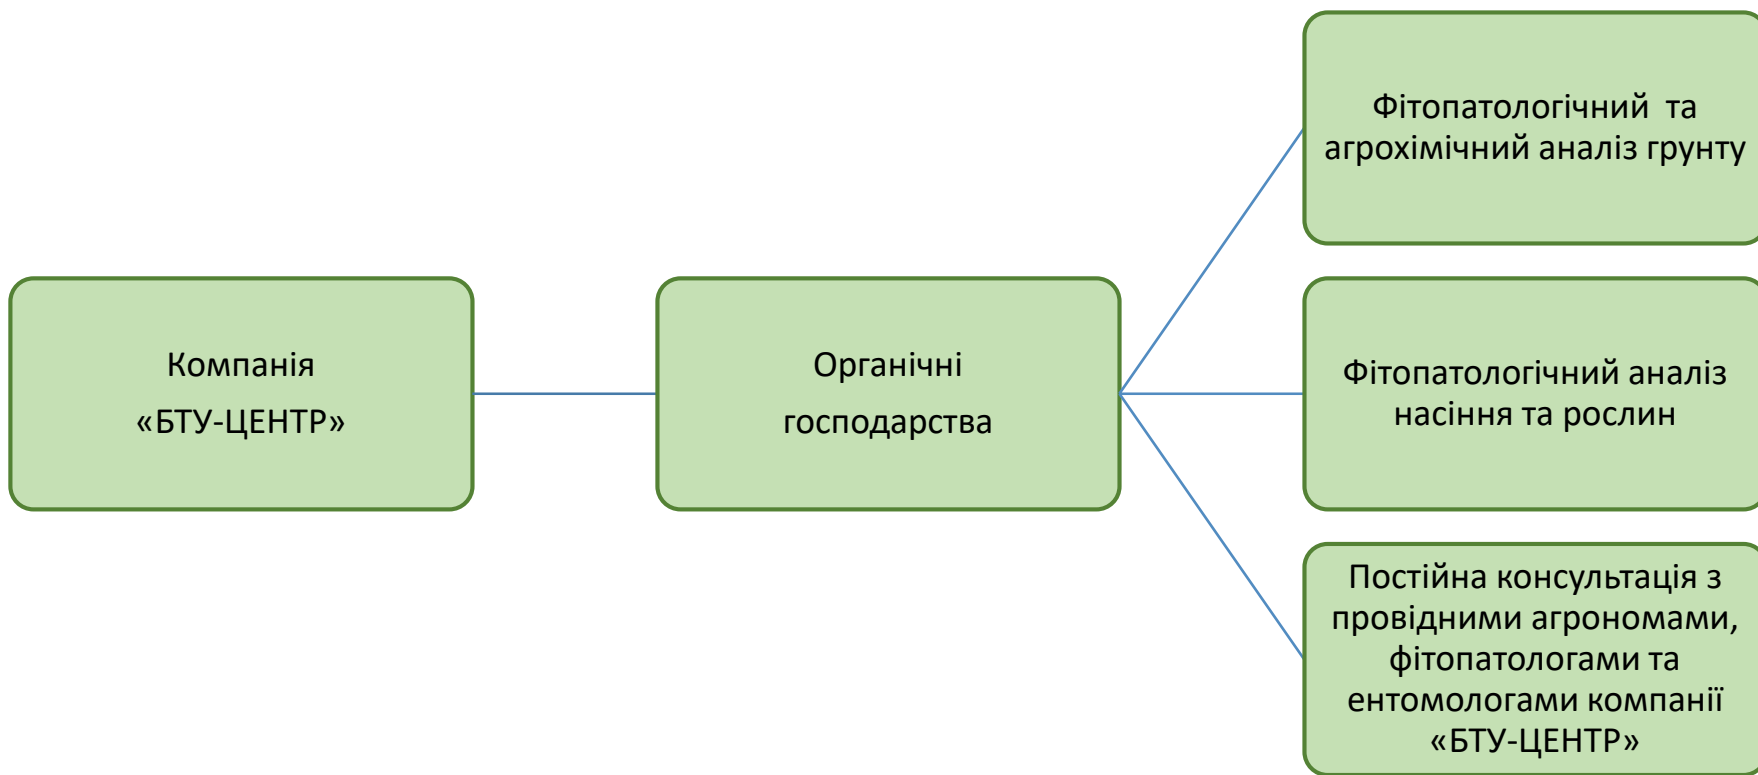 Компанія
«БТУ-ЦЕНТР»
Органічні
господарства
Фітопатологічний та
агрохімічний аналіз грунту
Фітопатологічний аналіз
насіння та рослин
Постійна консультація з
провідними агрономами,
фітопатологами та
ентомологами компанії
«БТУ-ЦЕНТР»